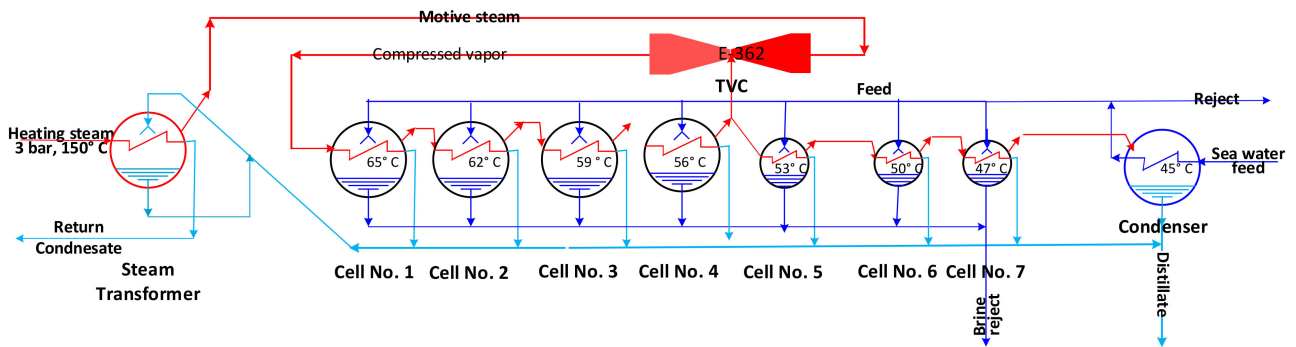 Motive steam
Compressed vapor
E-362
TVC
Feed
Reject
Heating steam
3 bar, 150° C
65° C
62° C
59 ° C
56° C
53° C
50° C
47° C
45° C
Sea water
feed
Return
Condnesate
Condenser
Steam
Transformer
Cell No. 1
Cell No. 2
Cell No. 3
Cell No. 4
Cell No. 5
Cell No. 6
Cell No. 7
Brine
reject
Distillate